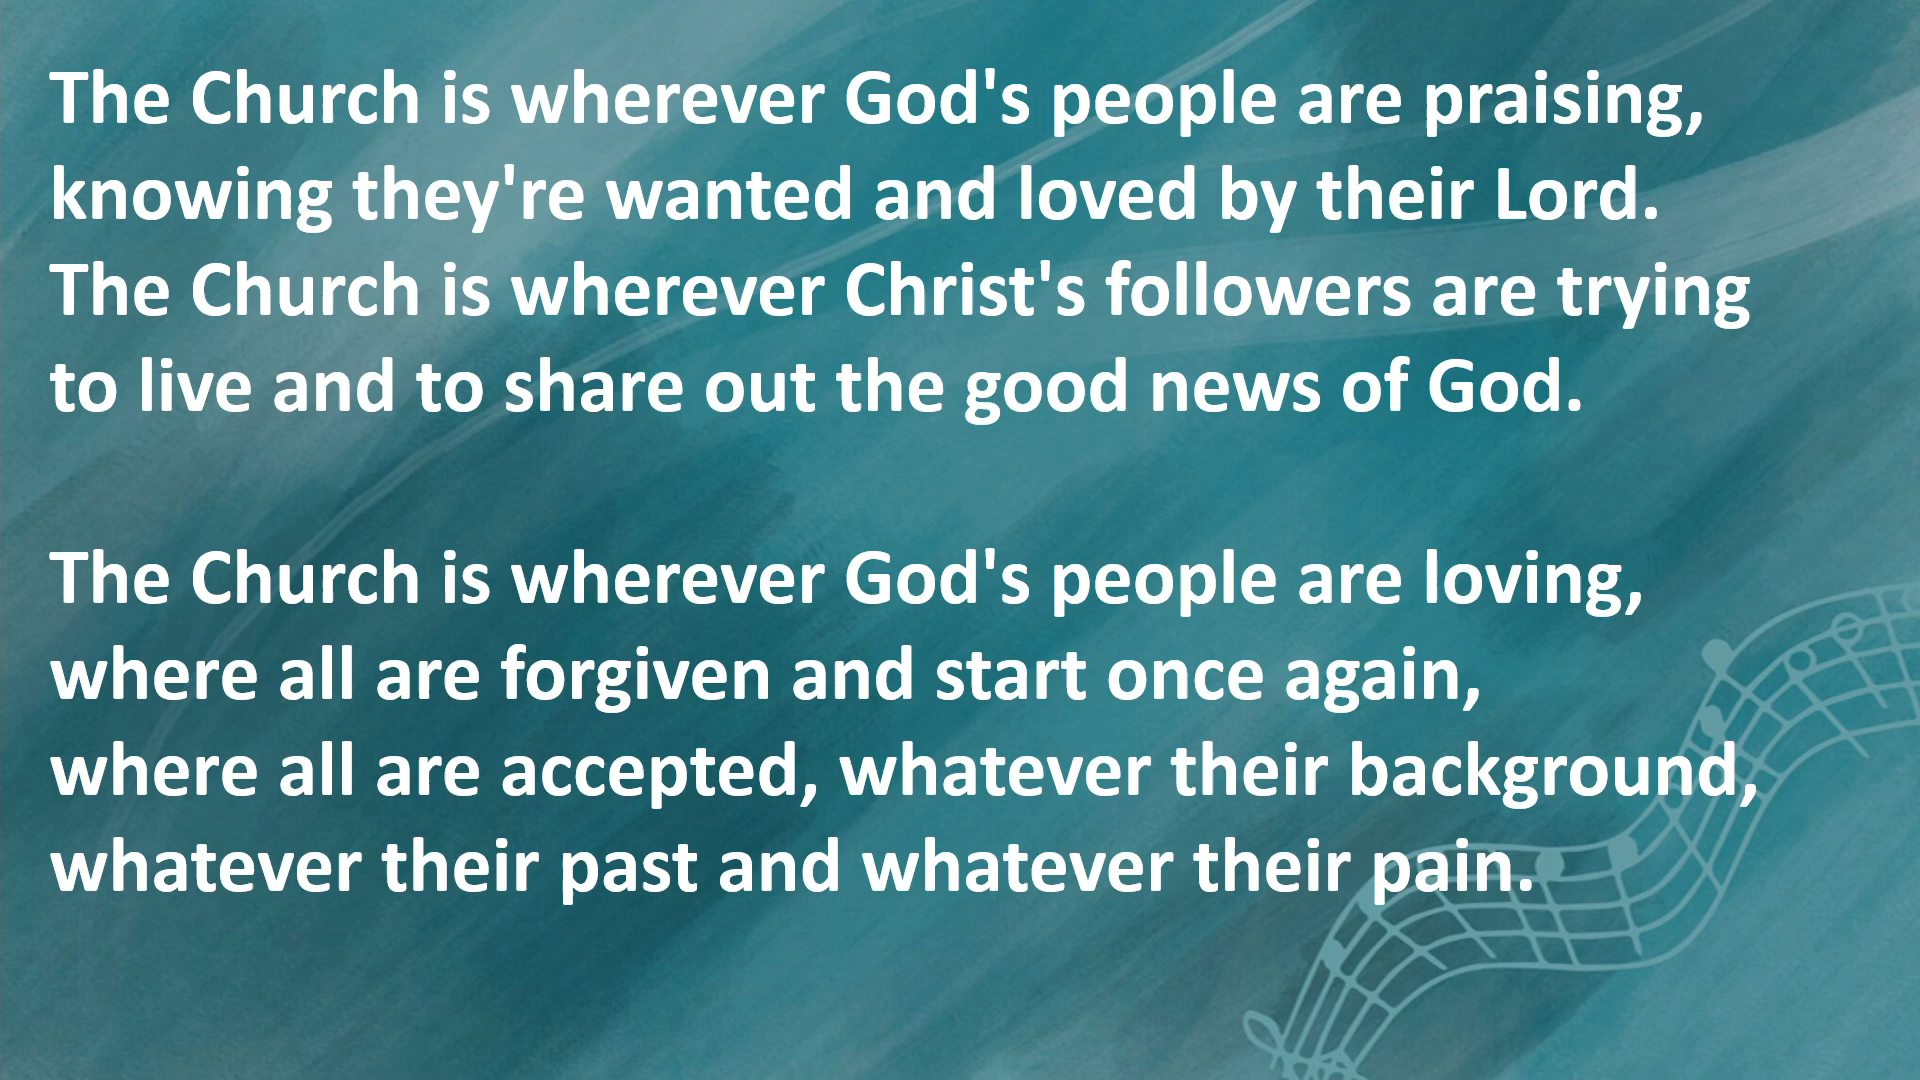 The Church is wherever God's people are praising,
knowing they're wanted and loved by their Lord.
The Church is wherever Christ's followers are trying
to live and to share out the good news of God.
The Church is wherever God's people are loving,
where all are forgiven and start once again,
where all are accepted, whatever their background,
whatever their past and whatever their pain.